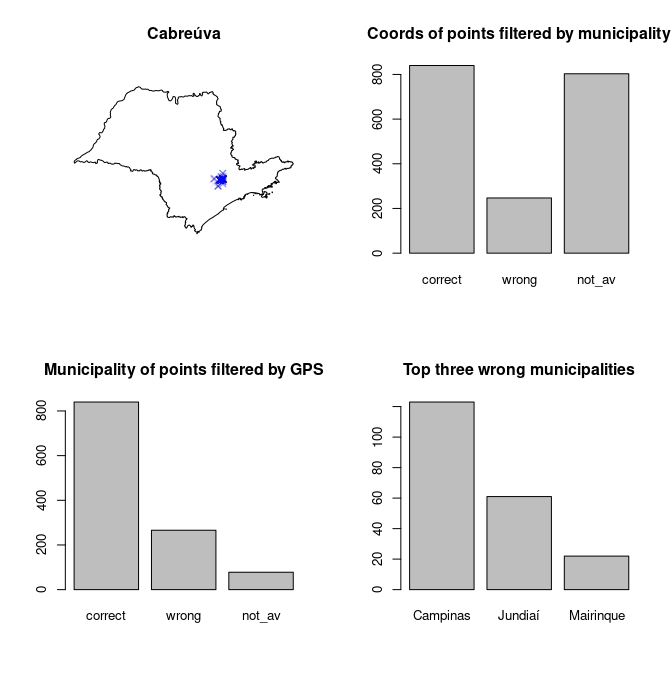 Cabreúva
Coords of points filtered by municipality
800
600
400
200
0
correct wrong not_av
Municipality of points filtered by GPS
800
600
400
200
0
correct wrong not_av
Top three wrong municipalities
100
80
60
40
20
0
Campinas Jundiaí Mairinque